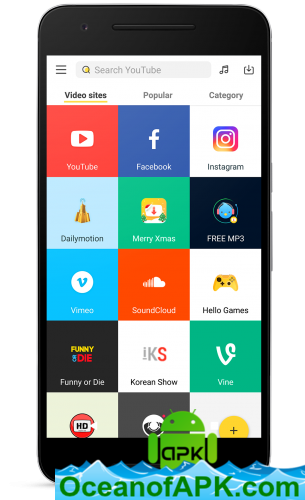 Search YouTube
Video sites Popular Category
YouTube Facebook Instagram
Dailymotion Merry Xmas FREE MP3
Vimeo SoundCloud Hello Games
FUNNY
OR DIE
iKS
Funny or Die Korean Show Vine
HD
apk
OceanofAPK.com